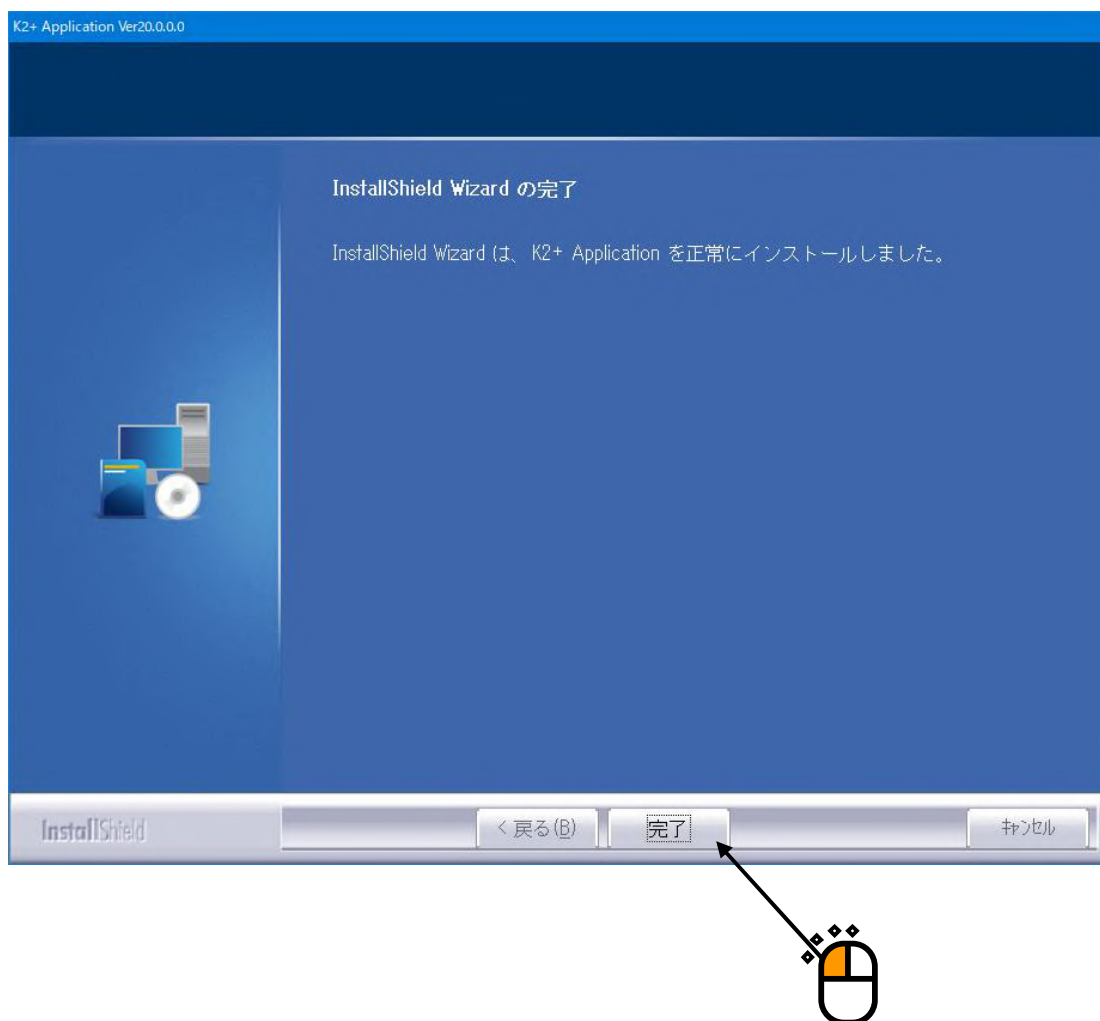 K2+ Application Ver20.0.0.0
InstallShield Wizard の完了
InstallShield Wizard は、 K2+ Application を正常にインストールしました。
InstallShield
< 戻る(B) 完了 ｷｬﾝｾﾙ